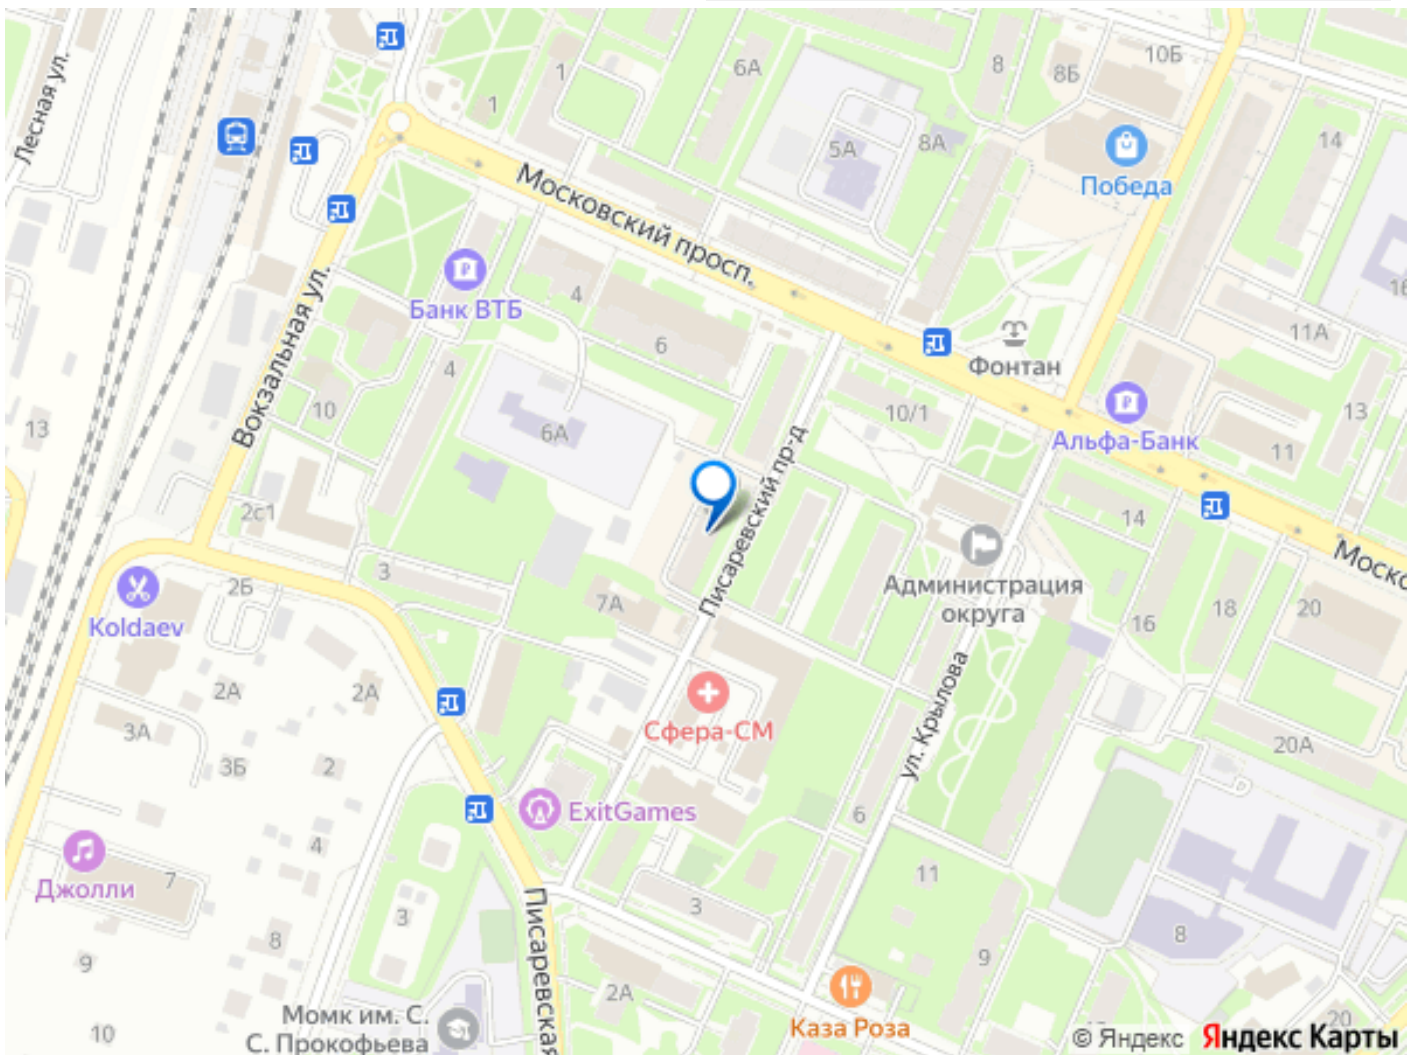 Лесная ул.
1
1
6А
8
8Б
10Б
14
5А
8А
Победа
Московский просп.
Банк ВТБ
4
6
Фонтан
11А
16
Вокзальная ул.
10
4
6А
10/1
Альфа-Банк
13
11
13
2с1
Писаревский пр-д
14
Администрация
округа
16
18
20
3
2Б
7А
Koldaev
2А
2А
Сфера-СМ
ул. Крылова
3А
3Б
2
20А
ExitGames
6
4
Джолли
7
11
3
3
8
8
9
9
Писаревская
2А
10
Момк им. С.
С. Прокофьева
Каза Роза
20
© Яндекс Яндекс Карты